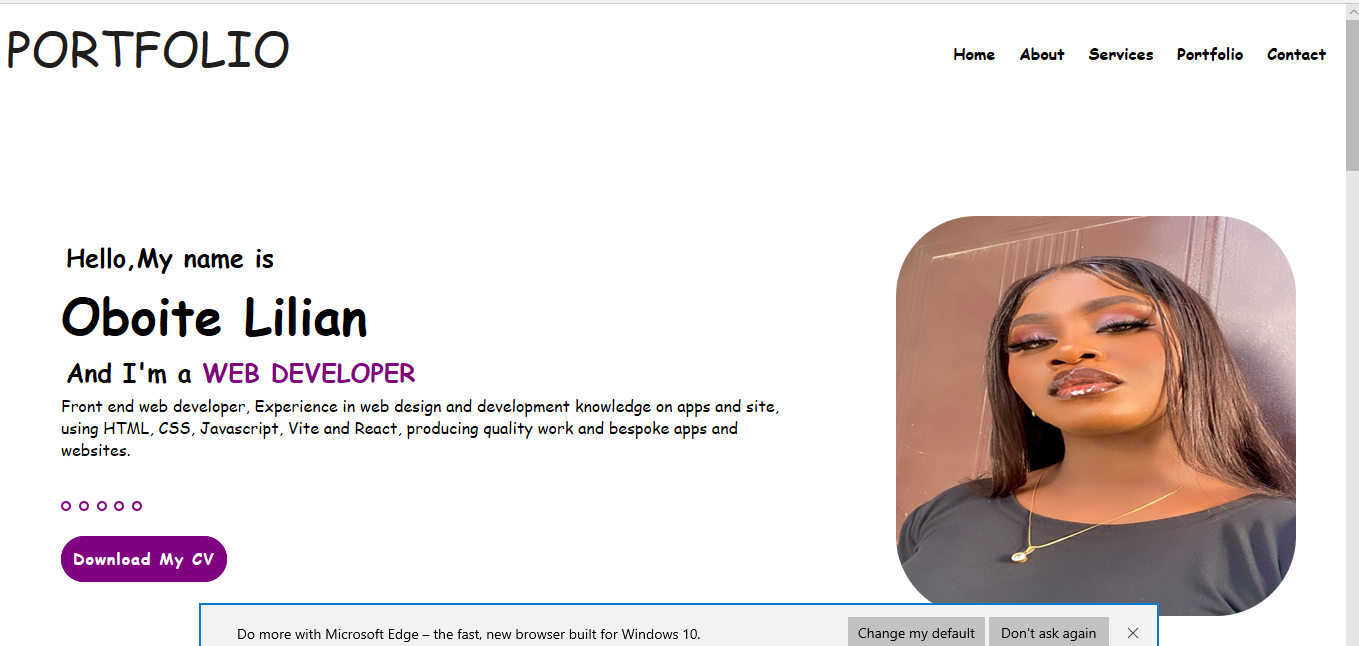 PORTFOLIO
Home About Services Portfolio Contact
Hello,My name is
Oboite Lilian
And I'm a WEB DEVELOPER
Front end web developer, Experience in web design and development knowledge on apps and site,
using HTML, CSS, Javascript, Vite and React, producing quality work and bespoke apps and
websites.
Download My CV
Do more with Microsoft Edge – the fast, new browser built for Windows 10.
Change my default Don't ask again